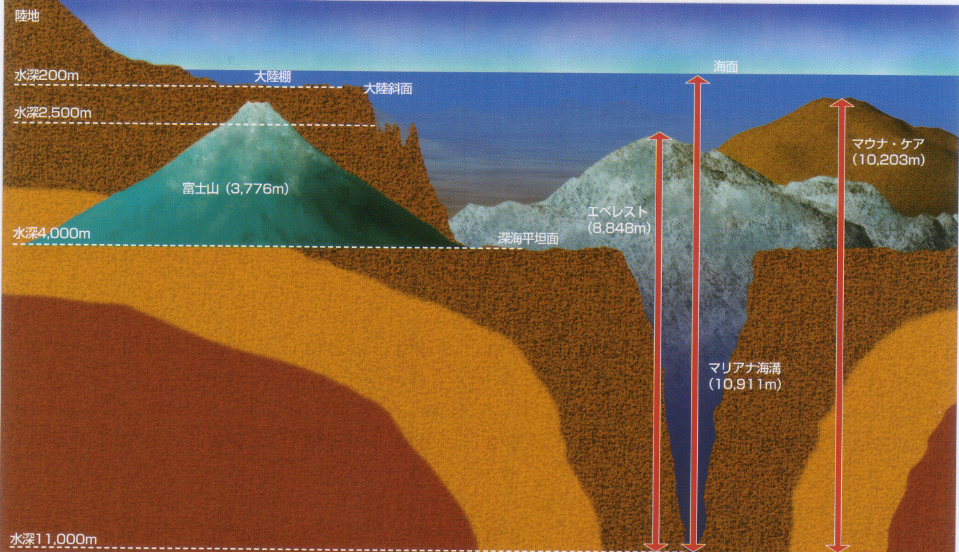 陸地
海面
水深200m
大陸棚
大陸斜面
水深2,500m
マウナ・ケア
(10,203m)
富士山(3,776m)
エベレスト
(8,848m)
水深4,000m
深海平坦面
マリアナ海溝
(10,911m)
水深11,000m